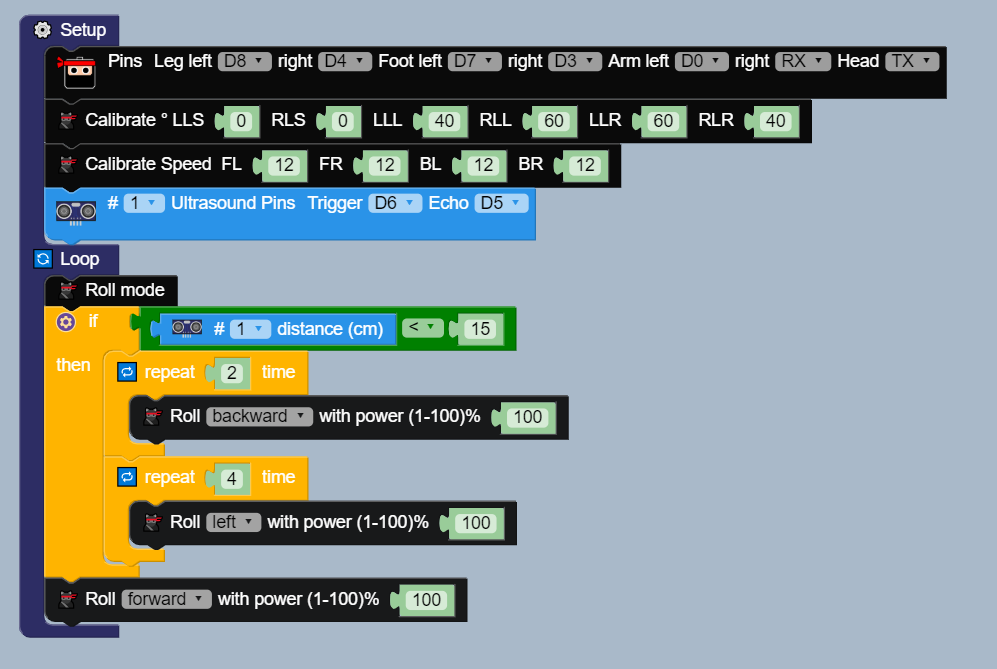 Setup
Pins Leg left D8 right D4 Foot left D7 right D3 Arm left D0 right RX Head TX
Calibrate ° LLS 0 RLS 0 LLL 40 RLL 60 LLR 60 RLR 40
Calibrate Speed FL 12 FR 12 BL 12 BR 12
# 1 Ultrasound Pins Trigger D6 Echo D5
Loop
Roll mode
if # 1 distance (cm) < 15
then
repeat 2 time
Roll backward with power (1-100)% 100
repeat 4 time
Roll left with power (1-100)% 100
Roll forward with power (1-100)% 100